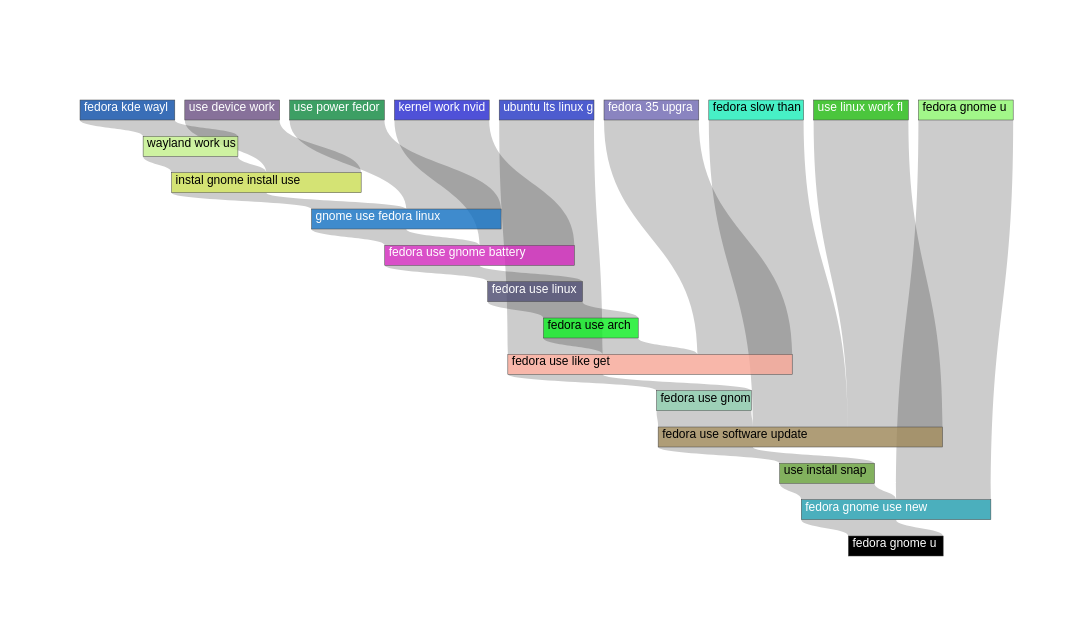 fedora kde wayl
use device work
use power fedor
kernel work nvid
ubuntu lts linux g
fedora 35 upgra
fedora slow than
use linux work fl
fedora gnome u
wayland work us
instal gnome install use
gnome use fedora linux
fedora use gnome battery
fedora use linux
fedora use arch
fedora use like get
fedora use gnom
fedora use software update
use install snap
fedora gnome use new
fedora gnome u